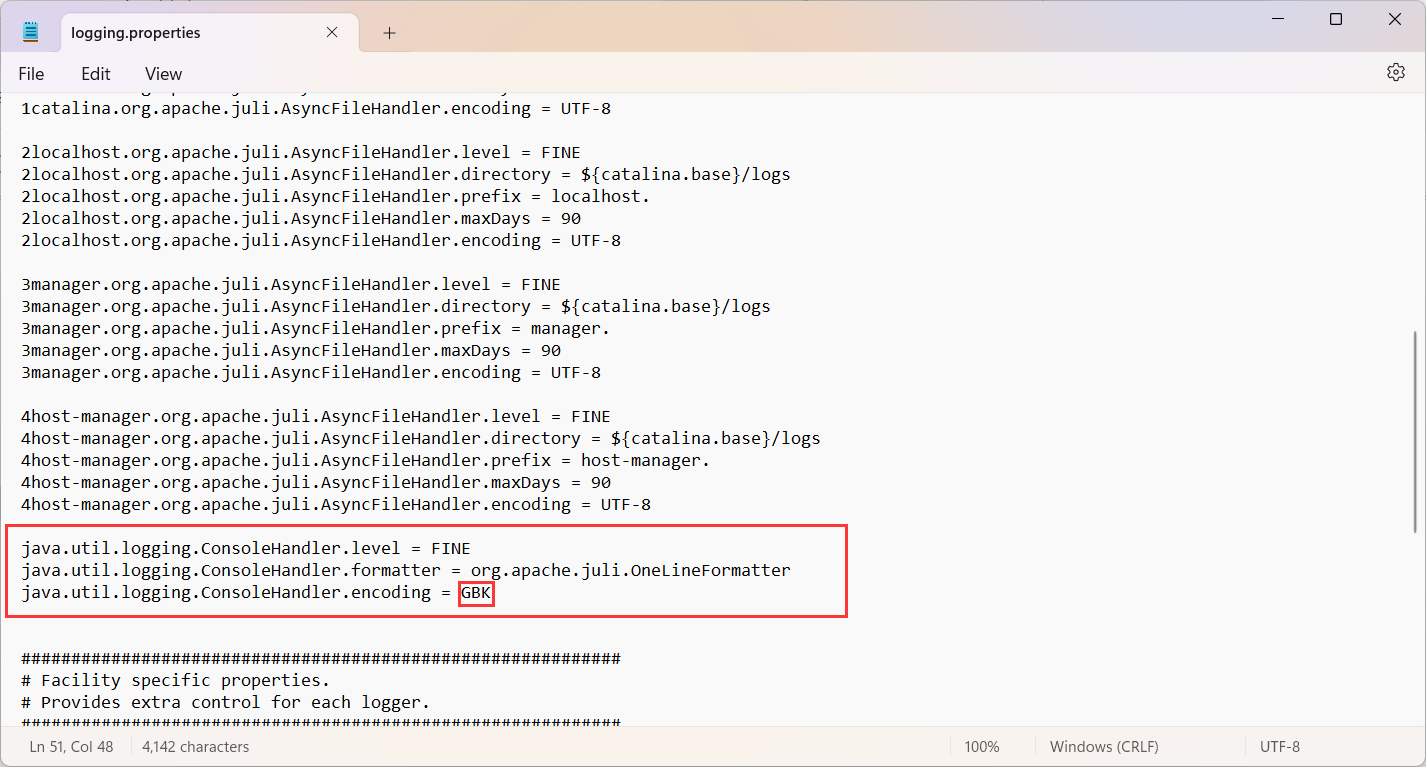 logging.properties
File Edit View
1catalina.org.apache.juli.AsyncFileHandler.encoding = UTF-8
2localhost.org.apache.juli.AsyncFileHandler.level = FINE
2localhost.org.apache.juli.AsyncFileHandler.directory = ${catalina.base}/logs
2localhost.org.apache.juli.AsyncFileHandler.prefix = localhost.
2localhost.org.apache.juli.AsyncFileHandler.maxDays = 90
2localhost.org.apache.juli.AsyncFileHandler.encoding = UTF-8
3manager.org.apache.juli.AsyncFileHandler.level = FINE
3manager.org.apache.juli.AsyncFileHandler.directory = ${catalina.base}/logs
3manager.org.apache.juli.AsyncFileHandler.prefix = manager.
3manager.org.apache.juli.AsyncFileHandler.maxDays = 90
3manager.org.apache.juli.AsyncFileHandler.encoding = UTF-8
4host-manager.org.apache.juli.AsyncFileHandler.level = FINE
4host-manager.org.apache.juli.AsyncFileHandler.directory = ${catalina.base}/logs
4host-manager.org.apache.juli.AsyncFileHandler.prefix = host-manager.
4host-manager.org.apache.juli.AsyncFileHandler.maxDays = 90
4host-manager.org.apache.juli.AsyncFileHandler.encoding = UTF-8
java.util.logging.ConsoleHandler.level = FINE
java.util.logging.ConsoleHandler.formatter = org.apache.juli.OneLineFormatter
java.util.logging.ConsoleHandler.encoding = GBK
############################################################
# Facility specific properties.
# Provides extra control for each logger.
############################################################
Ln 51, Col 48 4,142 characters 100% Windows (CRLF) UTF-8